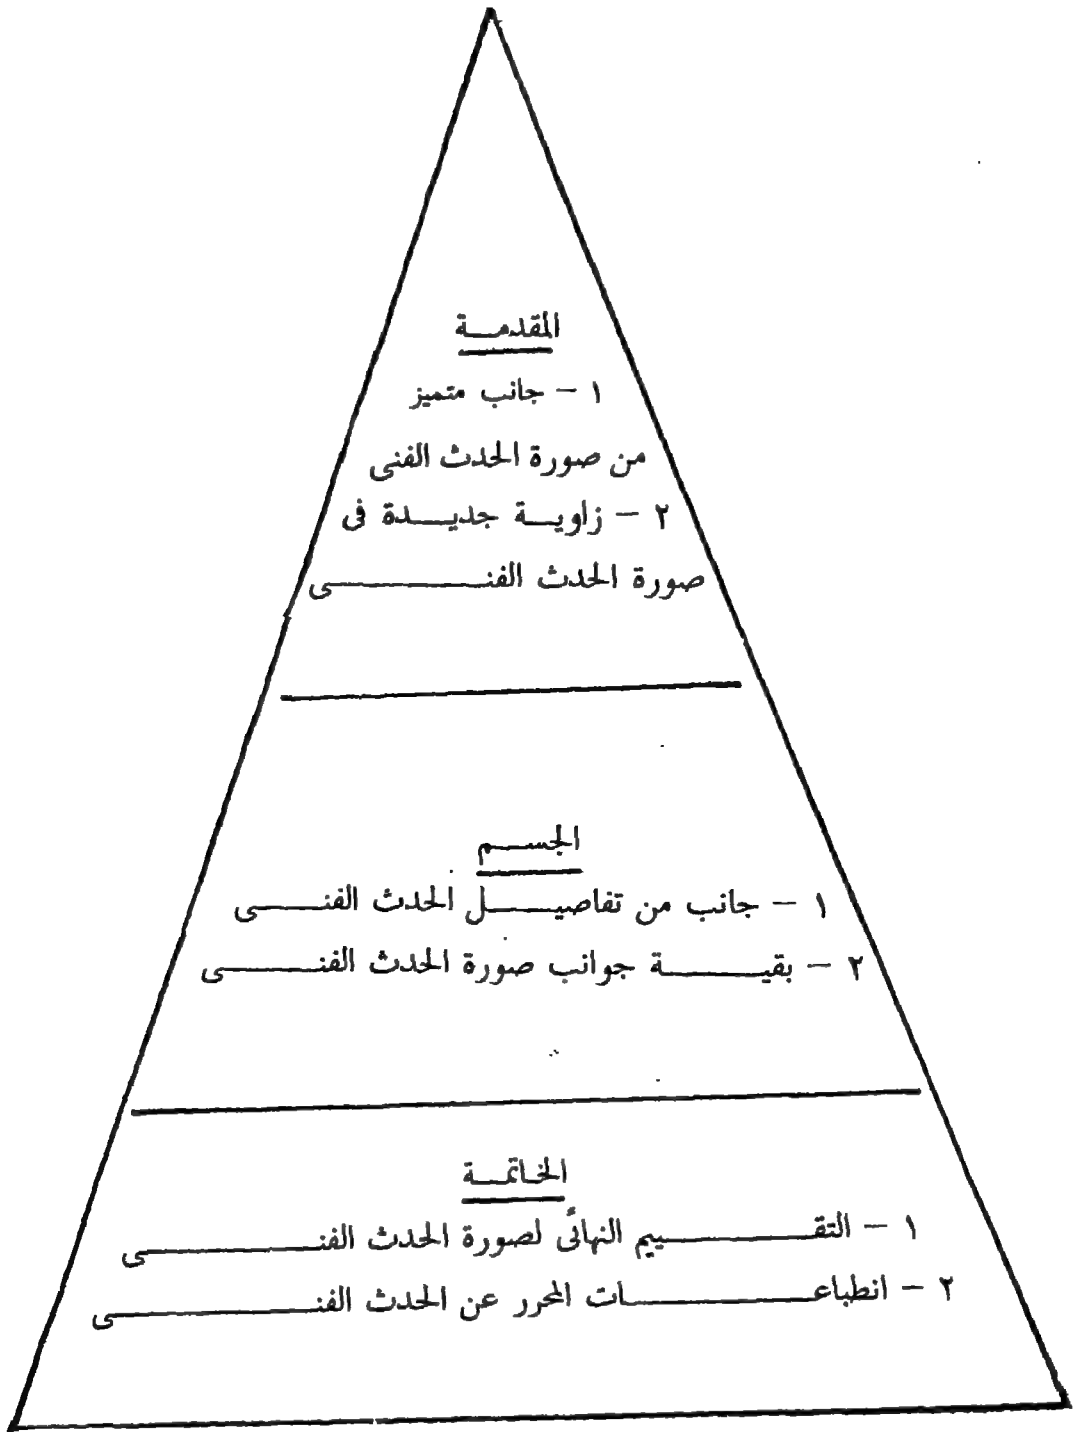 المقدمة
١ - جانب متميز
من صورة الحدث الفنى
٢ - زاوية جديدة فى
صورة الحدث الفنى
الجسم
١ - جانب من تفاصيل الحدث الفنى
٢ - بقية جوانب صورة الحدث الفنى
الخاتمة
١ - التقييم النهائى لصورة الحدث الفنى
٢ - انطباعات المحرر عن الحدث الفنى